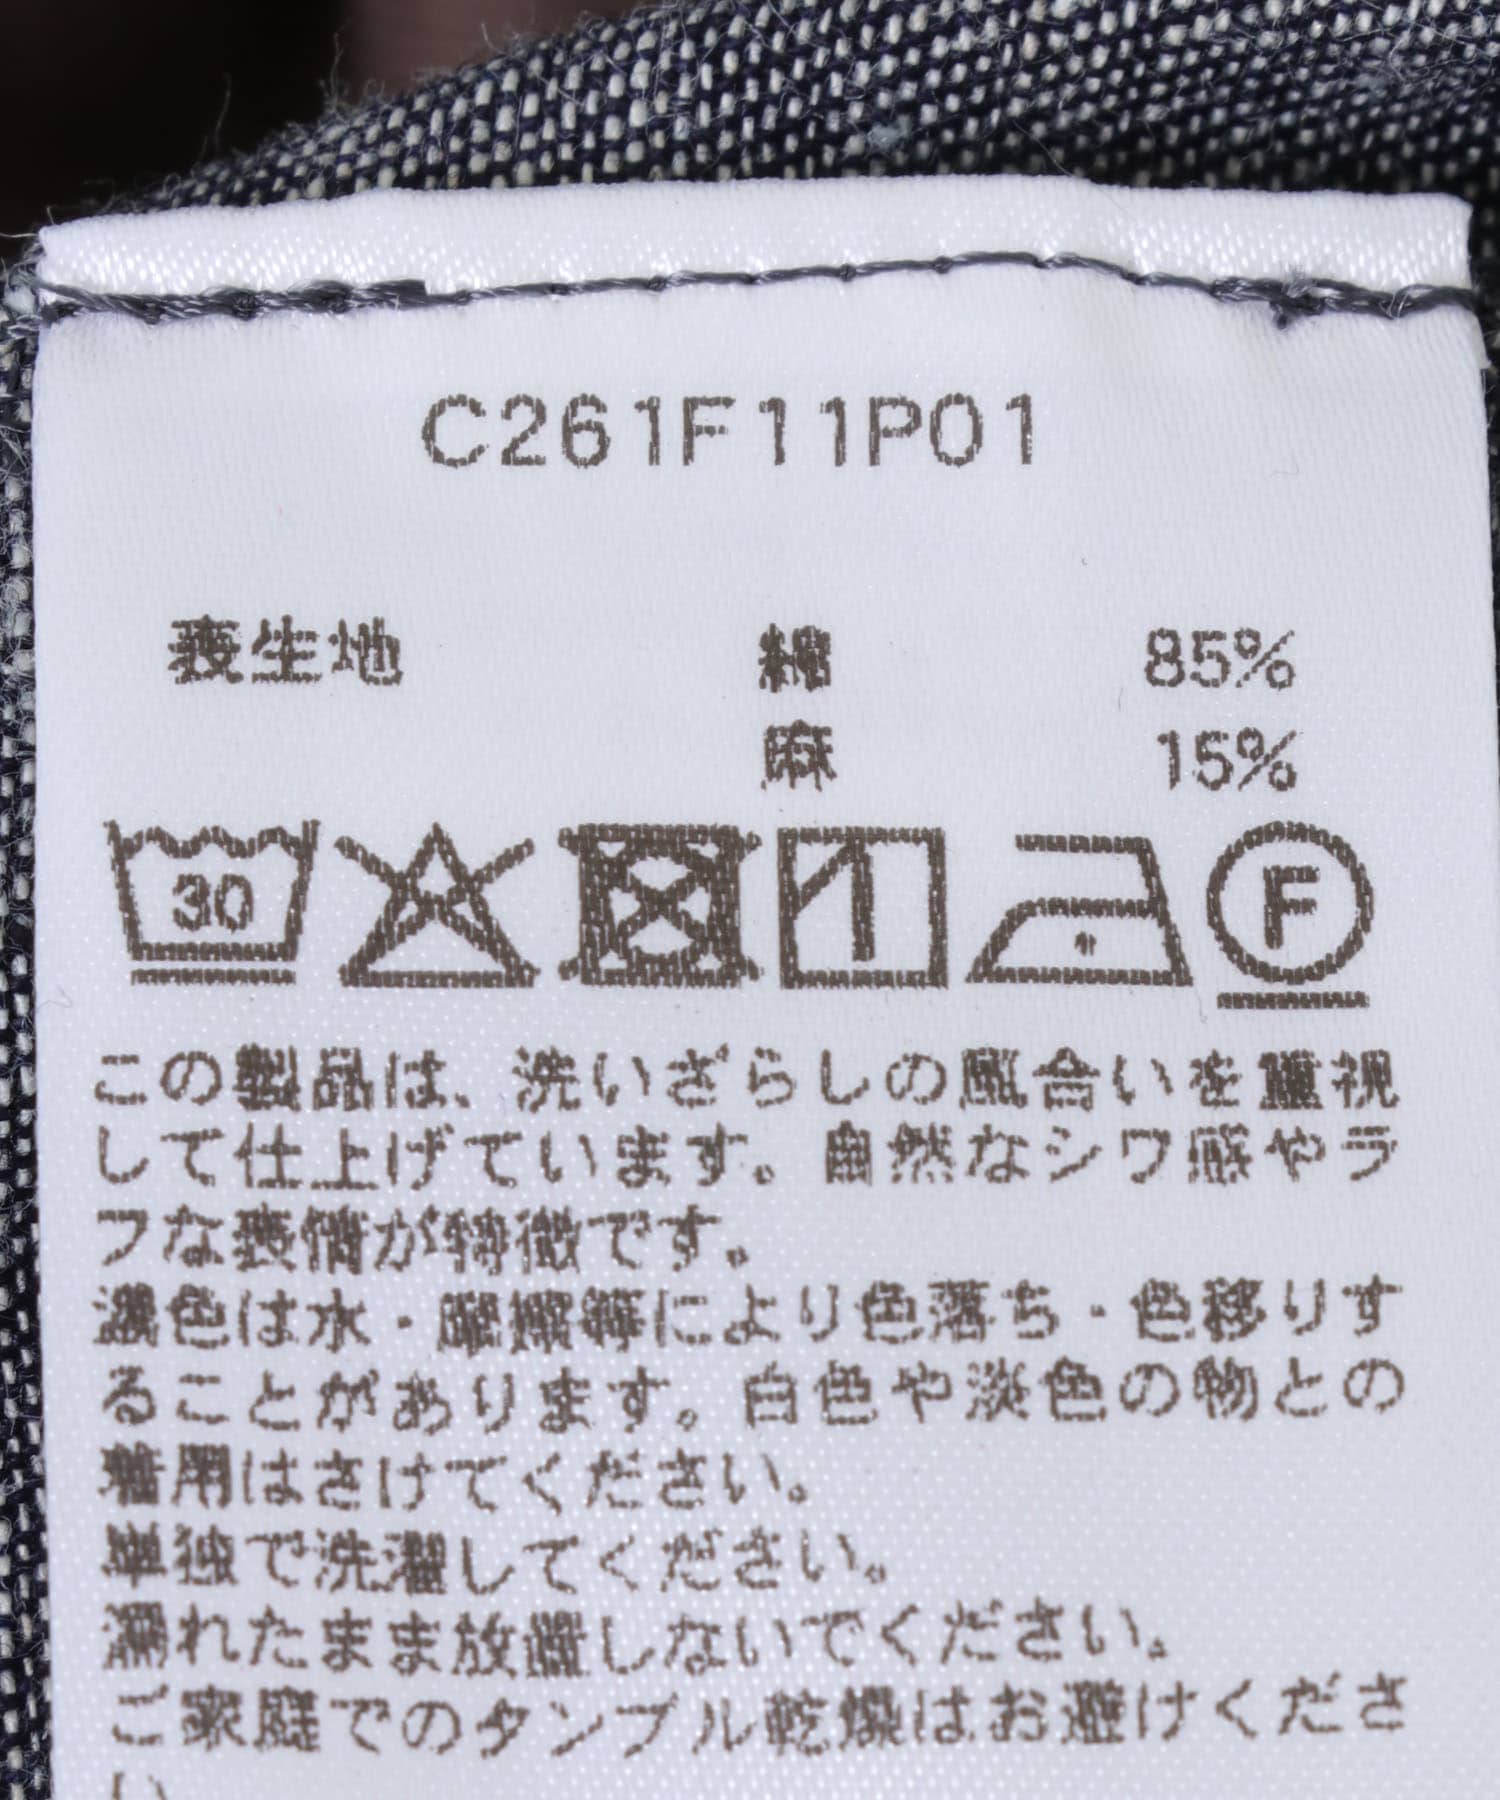 C261F11P01
表生地 綿 85%
麻 15%
30 F
この製品は、洗いざらしの風合いを重視
して仕上げています。自然なシワ感やラ
フな表情が特徴です。
濃色は水・摩擦等により色落ち・色移りす
ることがあります。白色や淡色の物との
着用はさけてください。
単独で洗濯してください。
濡れたまま放置しないでください。
ご家庭でのタンブル乾燥はお避けくださ
い